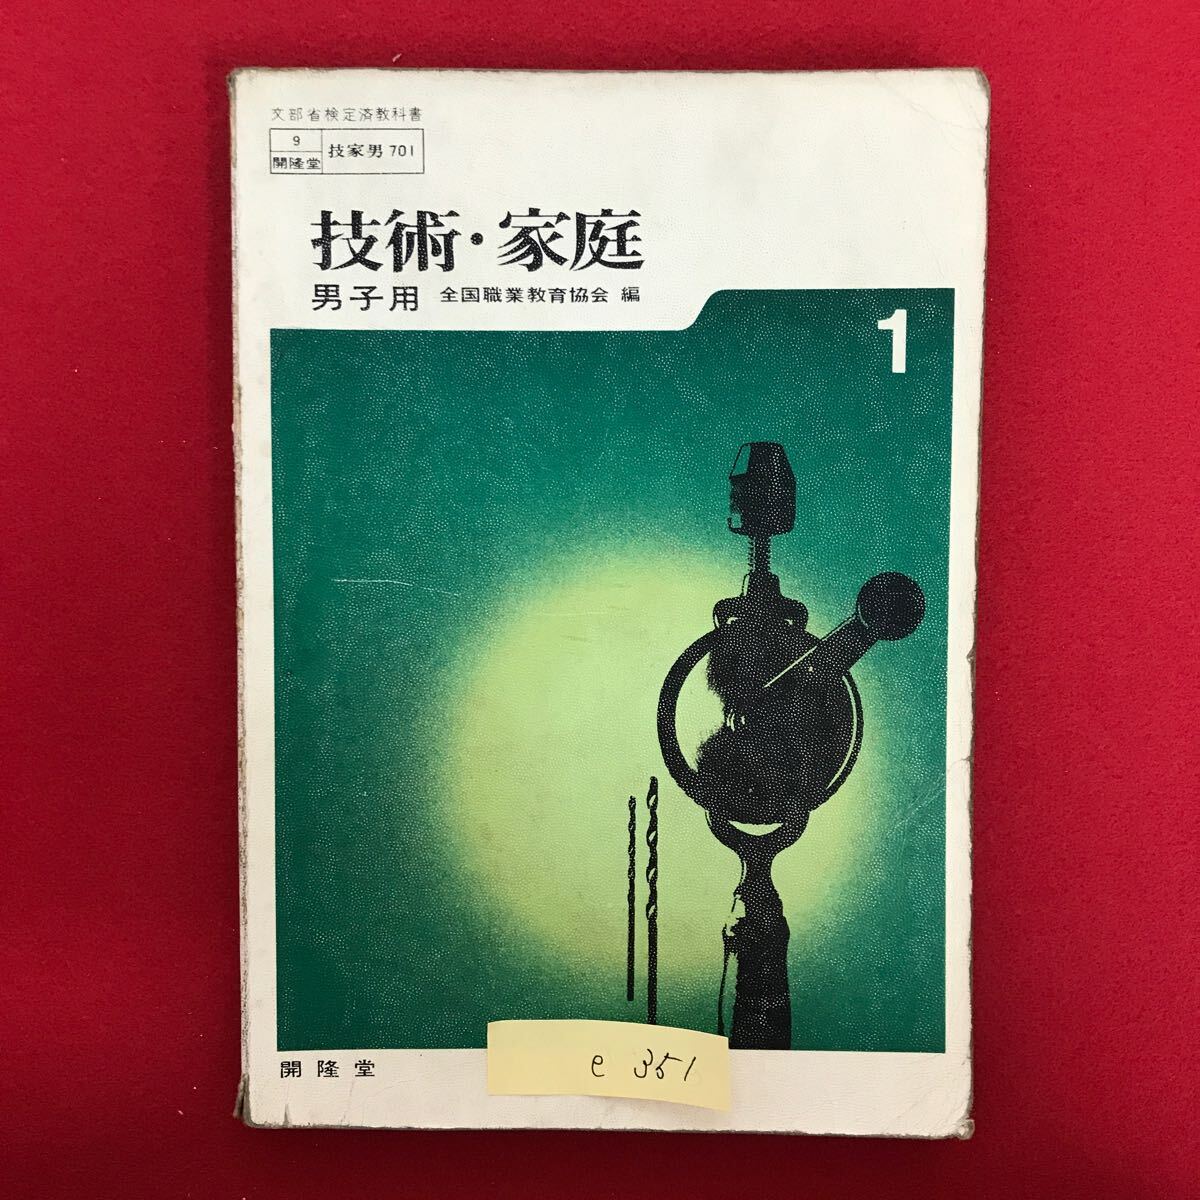 文部省検定済教科書
9
開隆堂
技家男 701
技術・家庭
男子用 全国職業教育協会 編
1
開隆堂
e 351